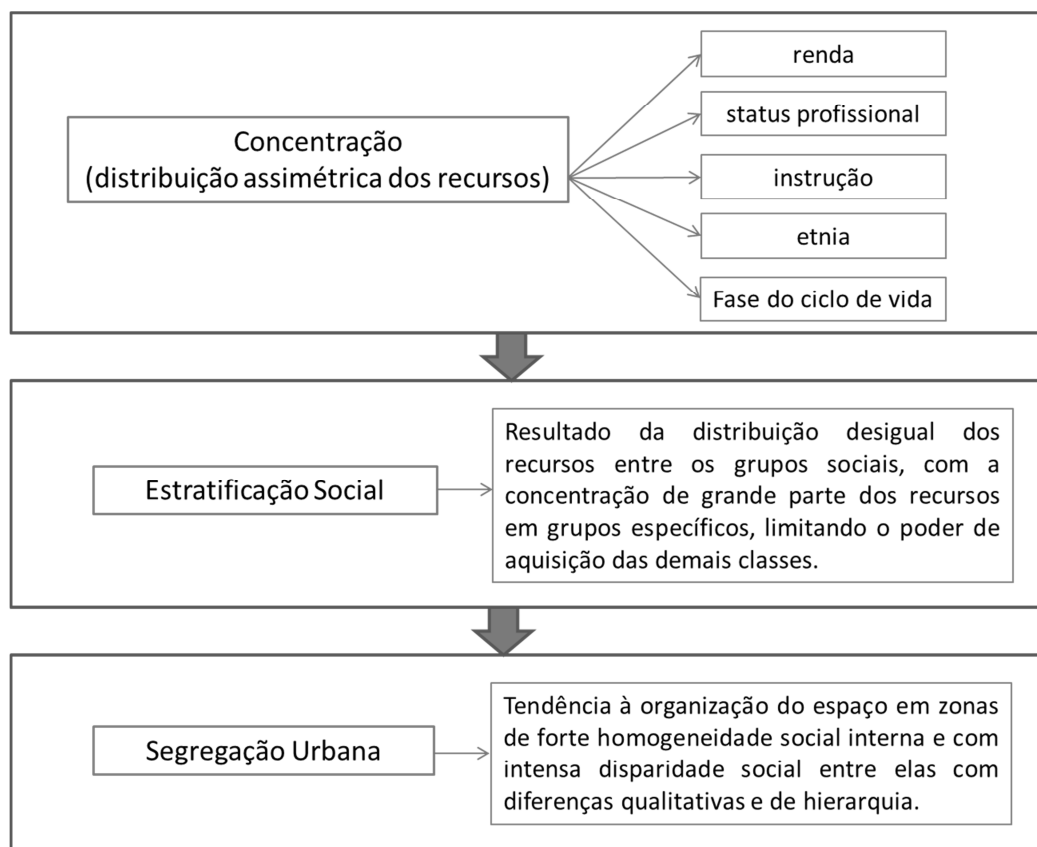 Concentração
(distribuição assimétrica dos recursos)
renda
status profissional
instrução
etnia
Fase do ciclo de vida
Estratificação Social
Resultado da distribuição desigual dos
recursos entre os grupos sociais, com a
concentração de grande parte dos recursos
em grupos específicos, limitando o poder de
aquisição das demais classes.
Segregação Urbana
Tendência à organização do espaço em zonas
de forte homogeneidade social interna e com
intensa disparidade social entre elas com
diferenças qualitativas e de hierarquia.